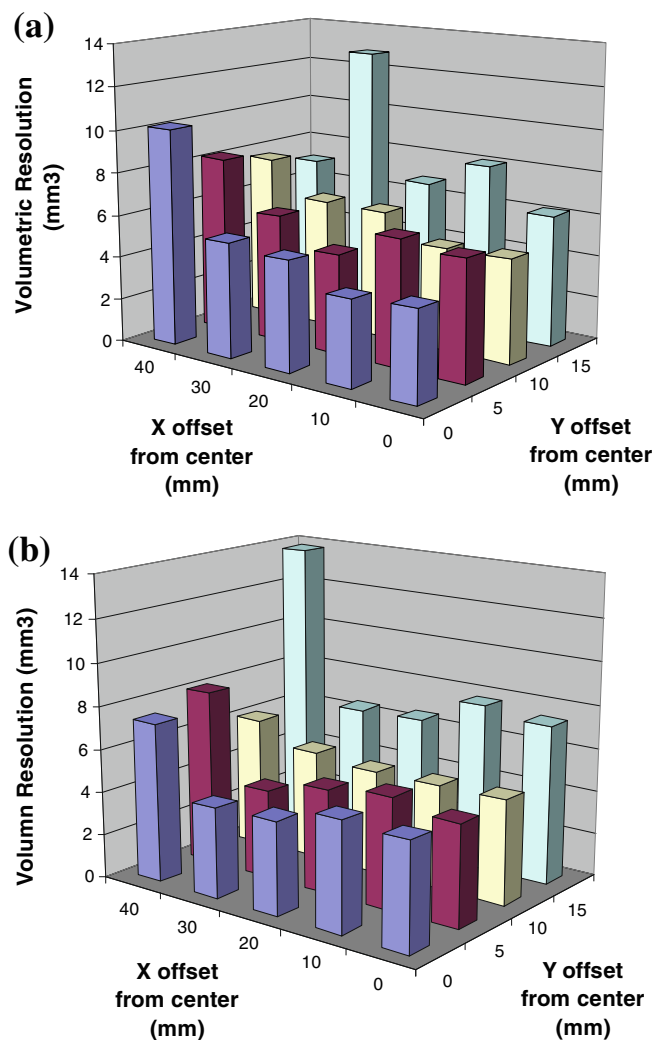 (a)
14
12
10
8
6
4
2
0
Volumetric Resolution
(mm3)
40
30
20
10
0
X offset
from center
(mm)
0
5
10
15
Y offset
from center
(mm)
(b)
14
12
10
8
6
4
2
0
Volumn Resolution (mm3)
40
30
20
10
0
X offset
from center
(mm)
0
5
10
15
Y offset
from center
(mm)